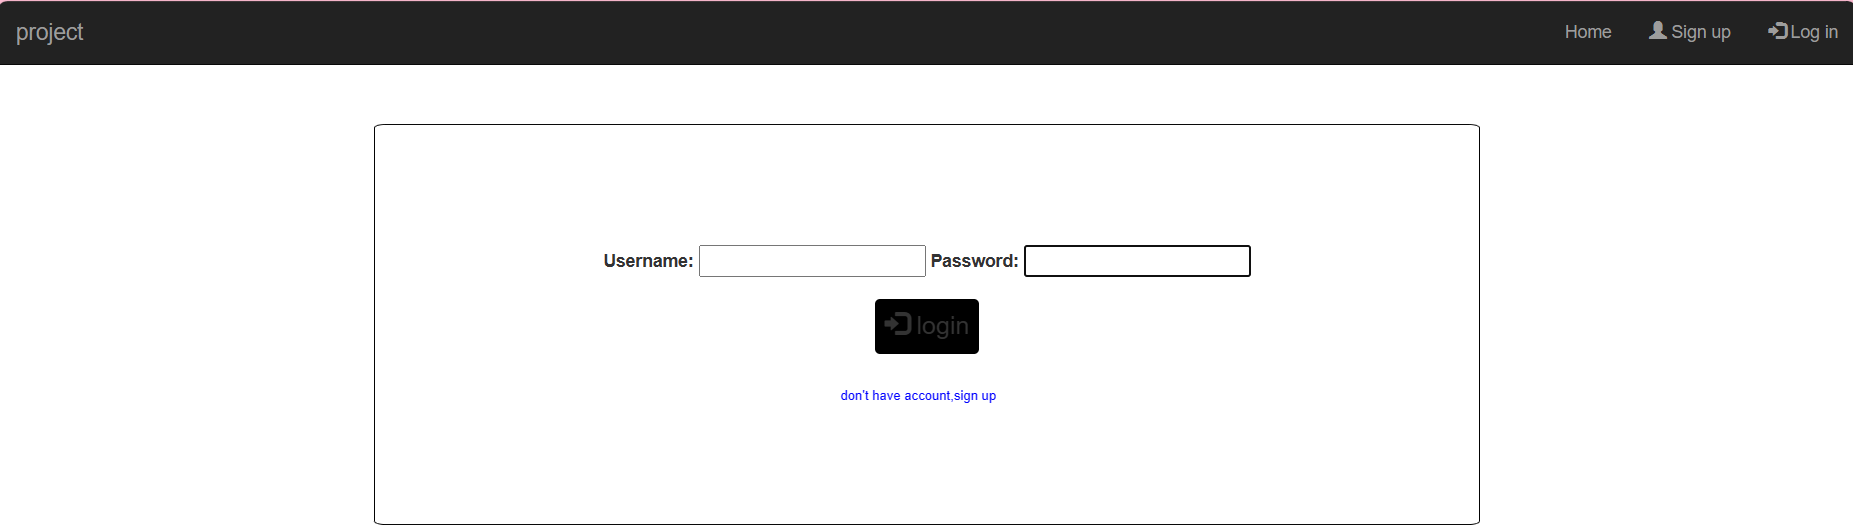 project Home Sign up Log in
Username: Password:
login
don't have account,sign up